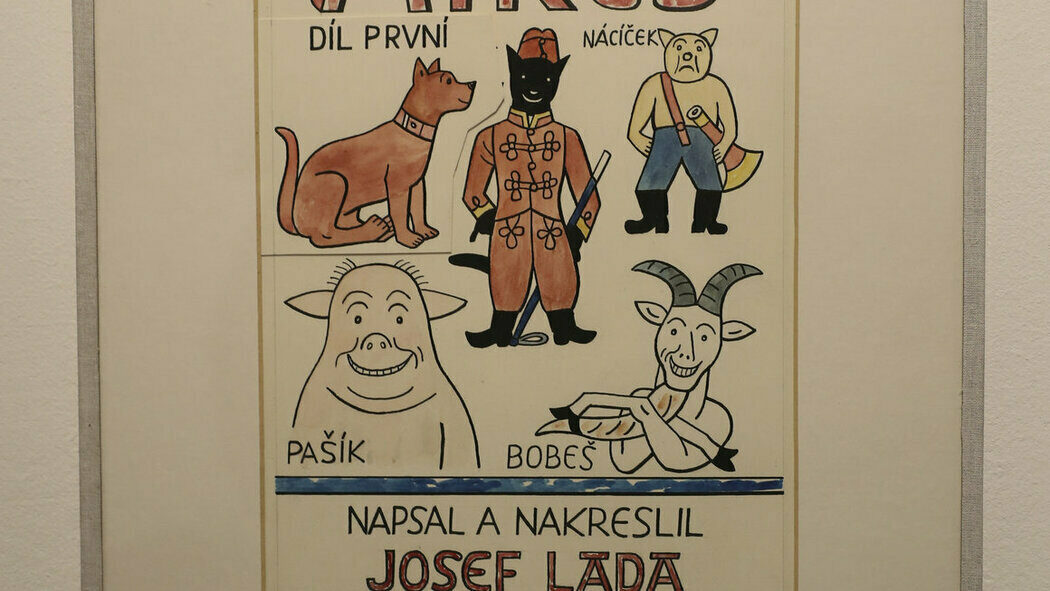 DÍL PRVNÍ
NÁCÍČEK
PAŠÍK
BOBEŠ
NAPSAL A NAKRESLIL
JOSEF LADA